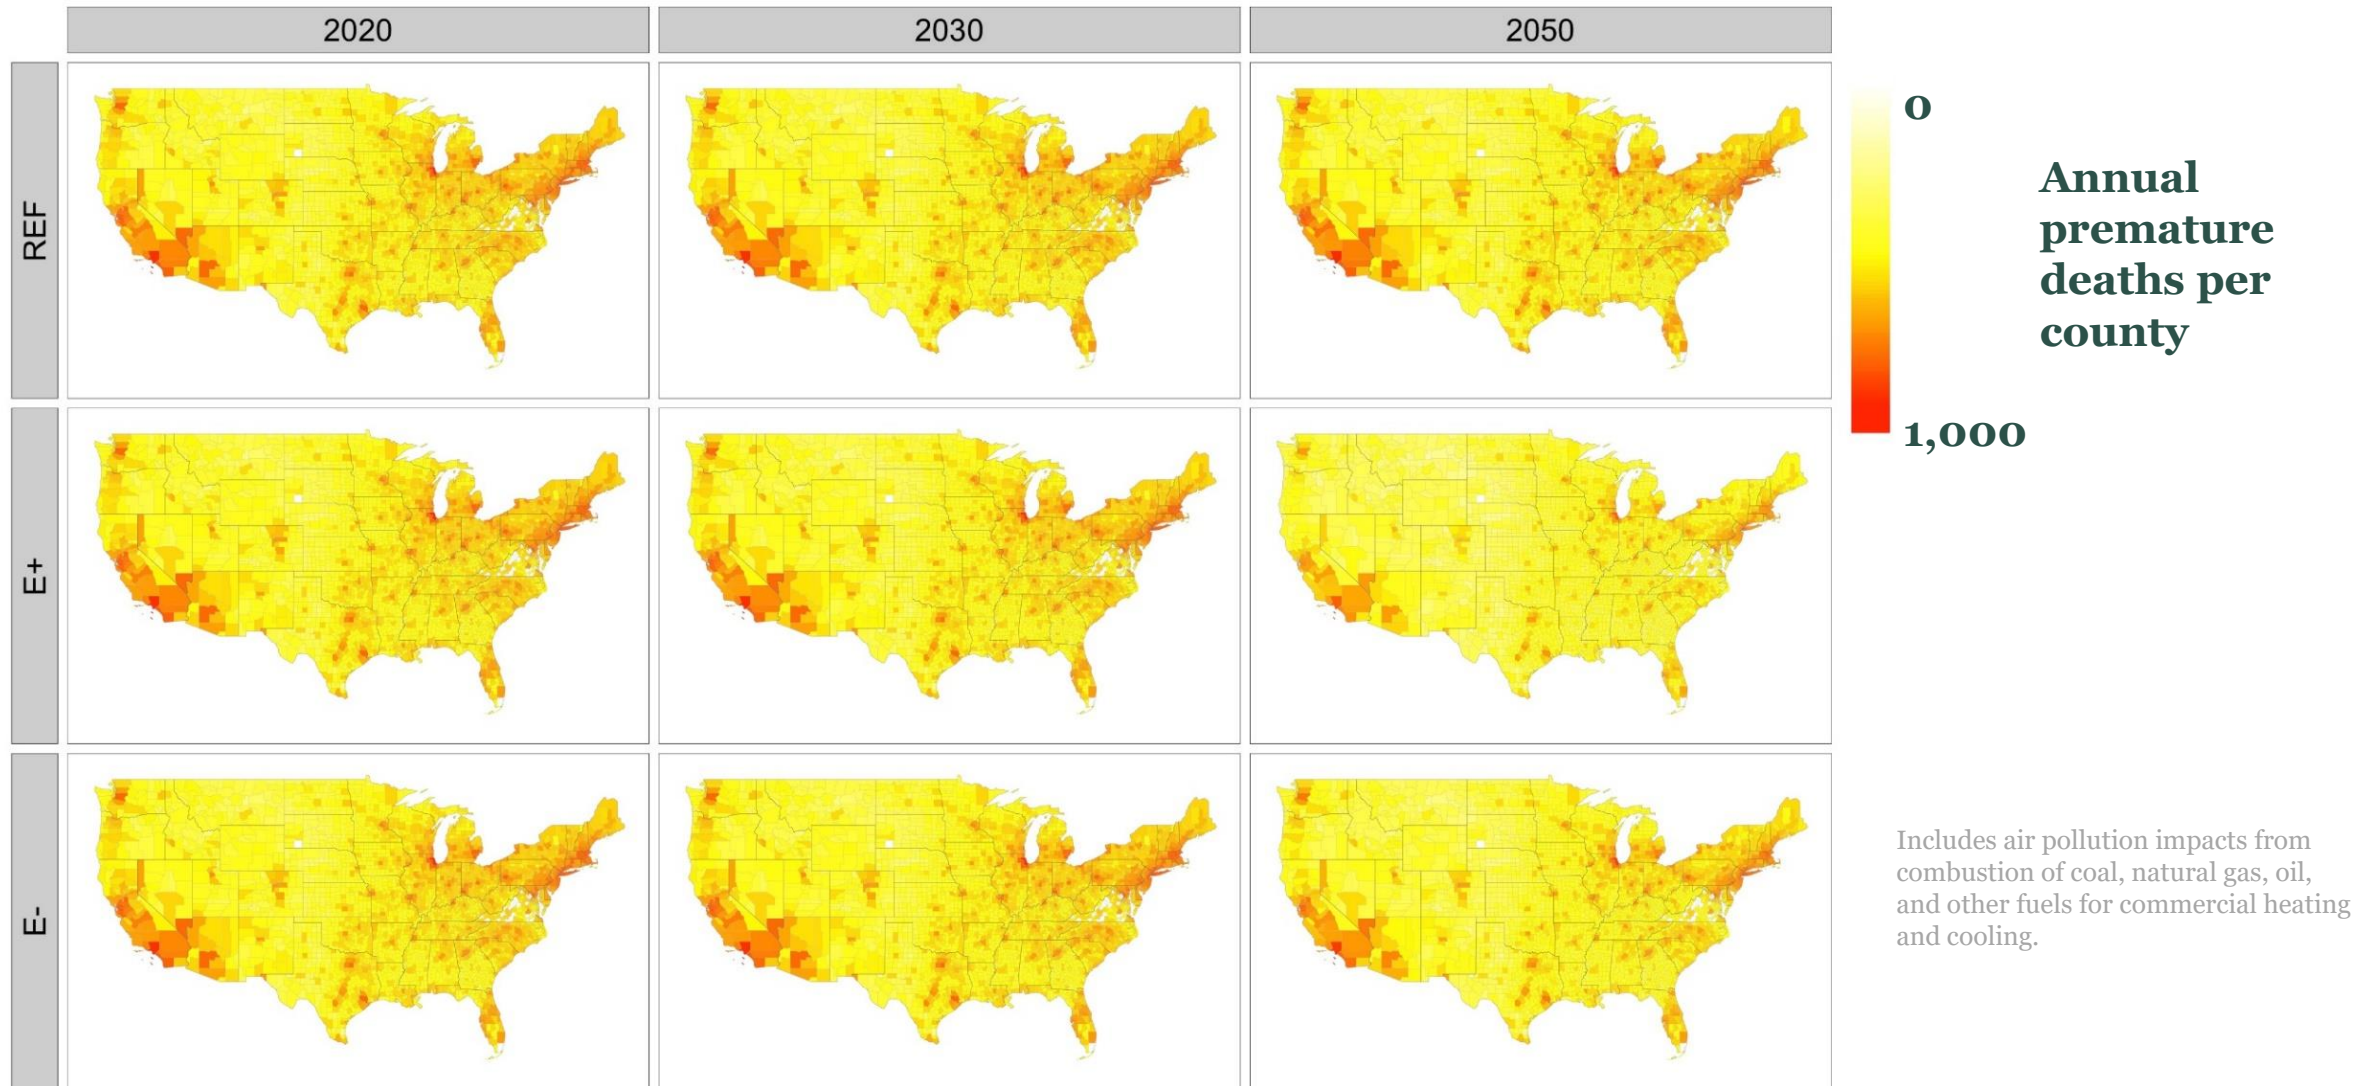 2020
2030
2050
REF
E+
E-
0
1,000
Annual
premature
deaths per
county
Includes air pollution impacts from
combustion of coal, natural gas, oil,
and other fuels for commercial heating
and cooling.